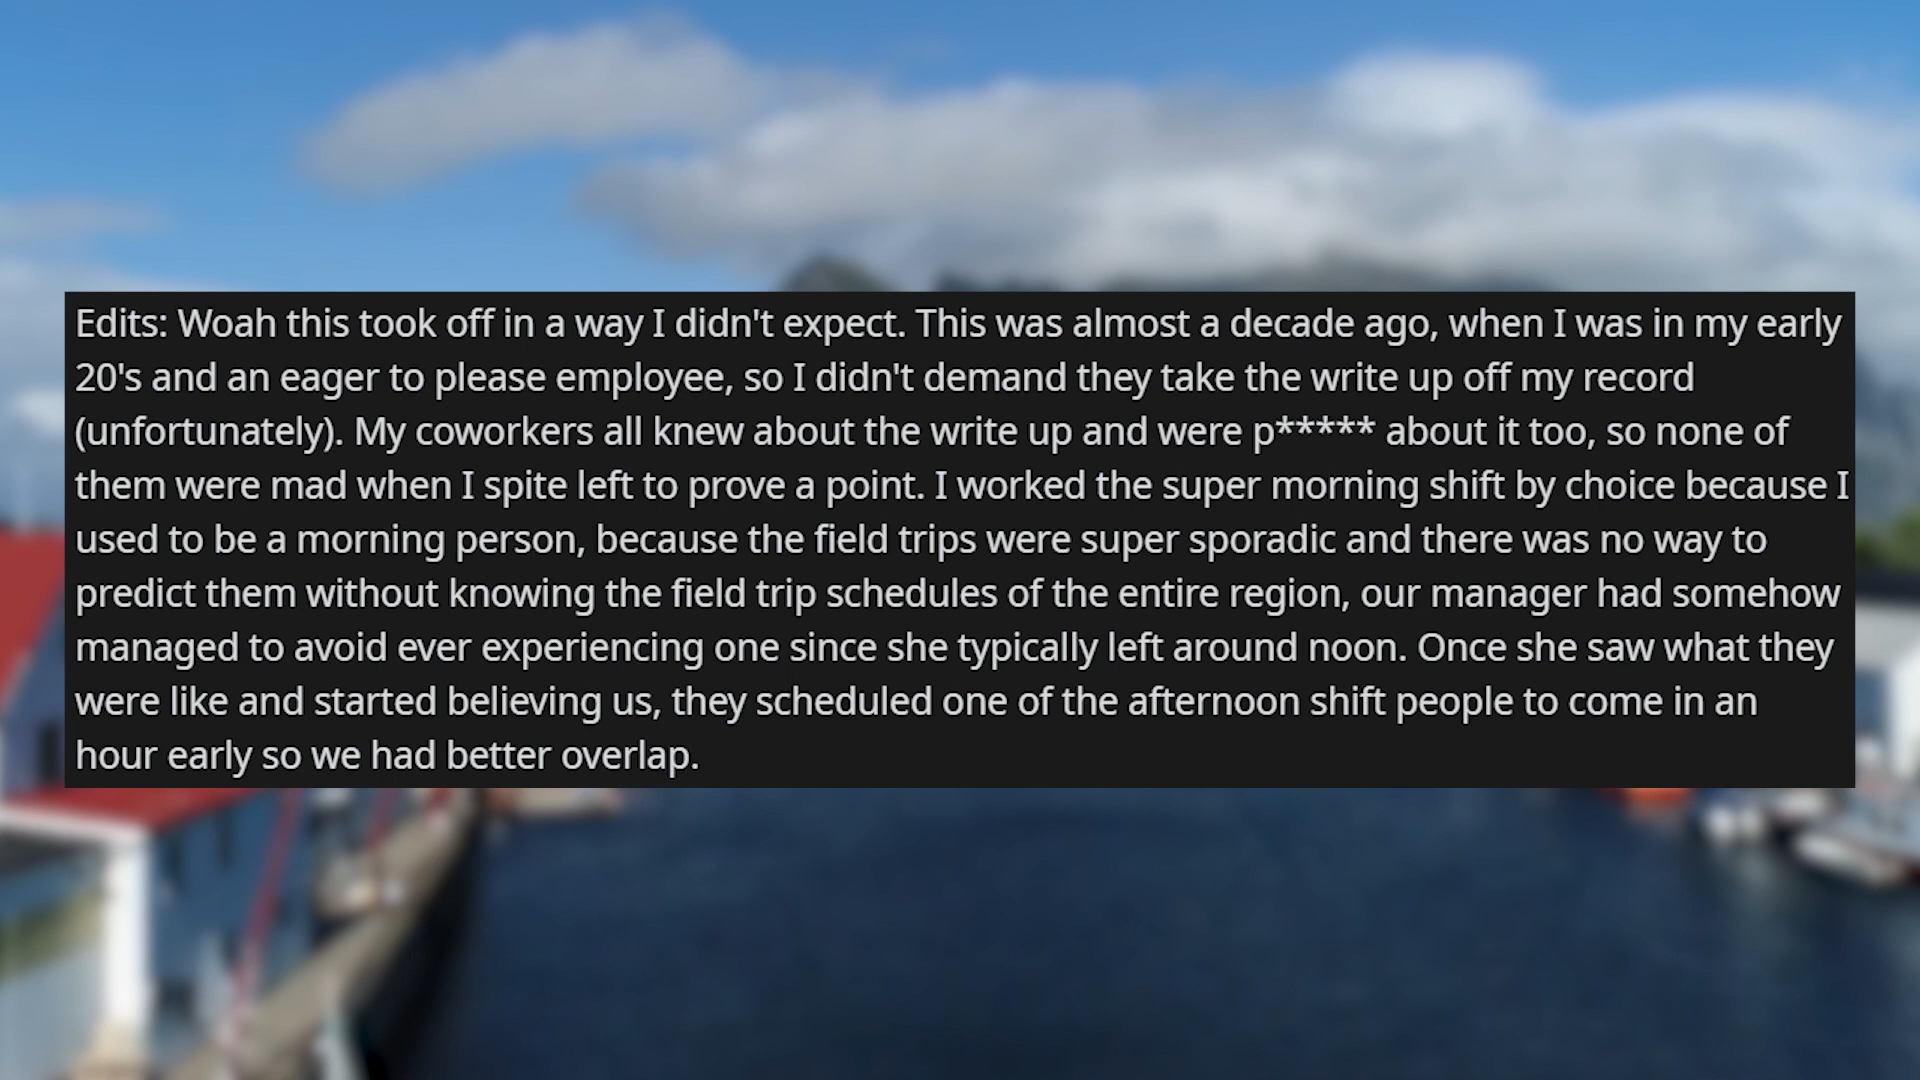 Edits: Woah this took off in a way I didn't expect. This was almost a decade ago, when I was in my early
20's and an eager to please employee, so I didn't demand they take the write up off my record
(unfortunately). My coworkers all knew about the write up and were p***** about it too, so none of
them were mad when I spite left to prove a point. I worked the super morning shift by choice because I
used to be a morning person, because the field trips were super sporadic and there was no way to
predict them without knowing the field trip schedules of the entire region, our manager had somehow
managed to avoid ever experiencing one since she typically left around noon. Once she saw what they
were like and started believing us, they scheduled one of the afternoon shift people to come in an
hour early so we had better overlap.